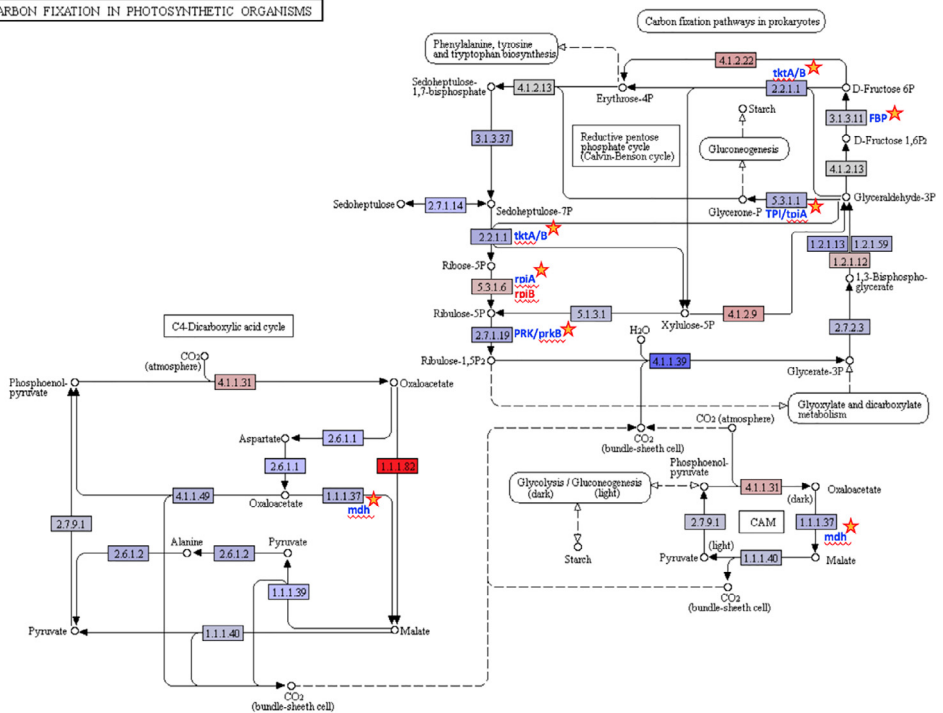 ARBON FIXATION IN PHOTOSYNTHETIC ORGANISMS
Carbon fixation pathways in prokaryotes
Phenylalanine, tyrosine
and tryptophan biosynthesis
4.1.2.22
tktA/B
Sedoheptulose-
1,7-bisphosphate
4.1.2.13
Erythrose-4P
2.2.1.1
D-Fructose 6P
Starch
3.1.3.11
FBP
3.1.3.37
Reductive pentose
phosphate cycle
(Calvin-Benson cycle)
Gluconeogenesis
D-Fructose 1,6P2
4.1.2.13
Sedoheptulose
2.7.1.14
Sedoheptulose-7P
Glycerone-P
5.3.1.1
TPI/tpiA
Glyceraldehyde-3P
2.2.1.1
tktA/B
1.2.1.13
1.2.1.59
1.2.1.12
Ribose-5P
5.3.1.6
rpiA
rpiB
1,3-Bisphospho-
glycerate
Ribulose-5P
5.1.3.1
Xylulose-5P
4.1.2.9
2.7.2.3
2.7.1.19
PRK/prkB
H2O
Ribulose-1,5P2
4.1.1.39
Glycerate-3P
Glyoxylate and dicarboxylate
metabolism
C4-Dicarboxylic acid cycle
CO2
(atmosphere)
Phosphoenol-
pyruvate
4.1.1.31
Oxaloacetate
Aspartate
2.6.1.1
2.6.1.1
1.1.1.82
4.1.1.49
Oxaloacetate
1.1.1.37
mdh
2.7.9.1
2.6.1.2
Alanine
2.6.1.2
Pyruvate
1.1.1.39
Pyruvate
1.1.1.40
Malate
CO2
(bundle-sheeth cell)
CO2 (atmosphere)
CO2
(bundle-sheeth cell)
Phosphoenol-
pyruvate
Glycolysis / Gluconeogenesis
(dark) (light)
4.1.1.31
(dark)
Oxaloacetate
Starch
2.7.9.1
CAM
1.1.1.37
mdh
(light)
Pyruvate
1.1.1.40
Malate
CO2
(bundle-sheeth cell)